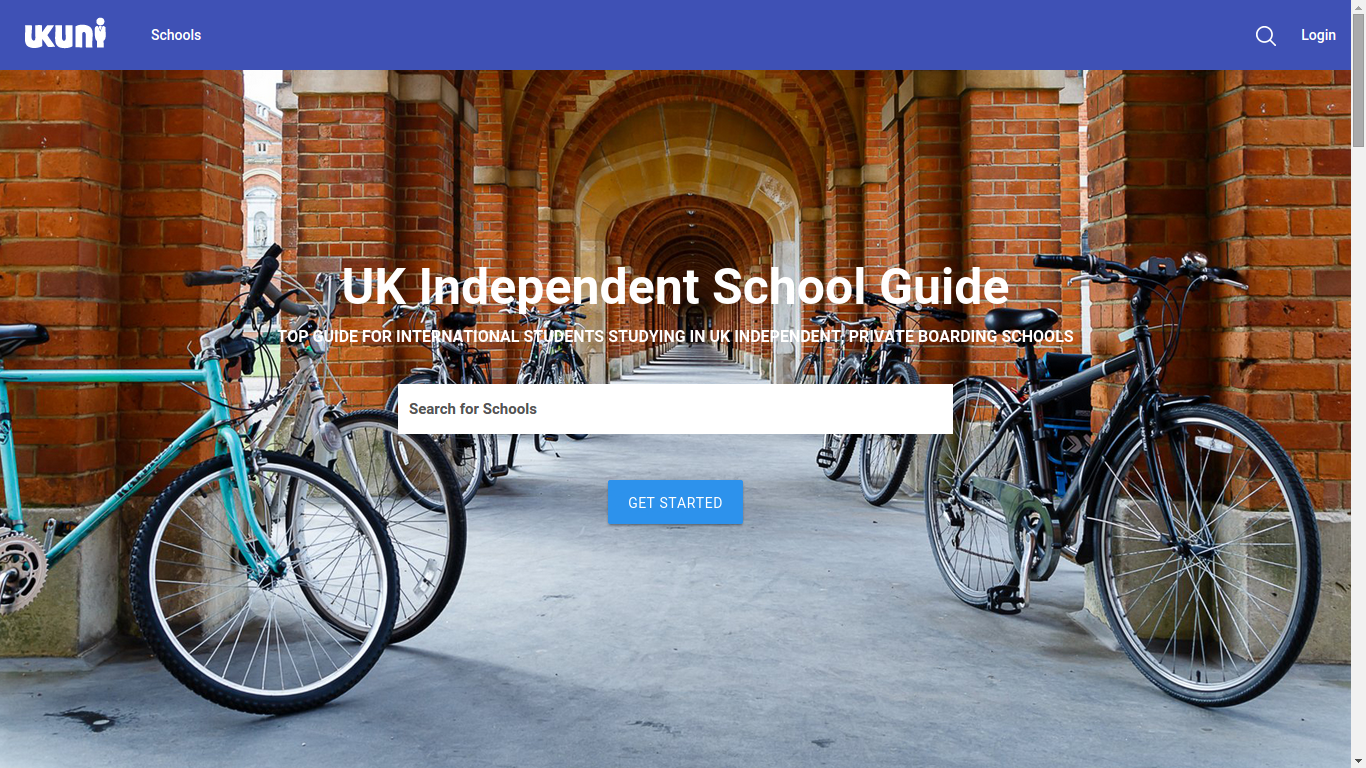 UKUNI
Schools
Login
UK Independent School Guide
TOP GUIDE FOR INTERNATIONAL STUDENTS STUDYING IN UK INDEPENDENT, PRIVATE BOARDING SCHOOLS
Search for Schools
GET STARTED